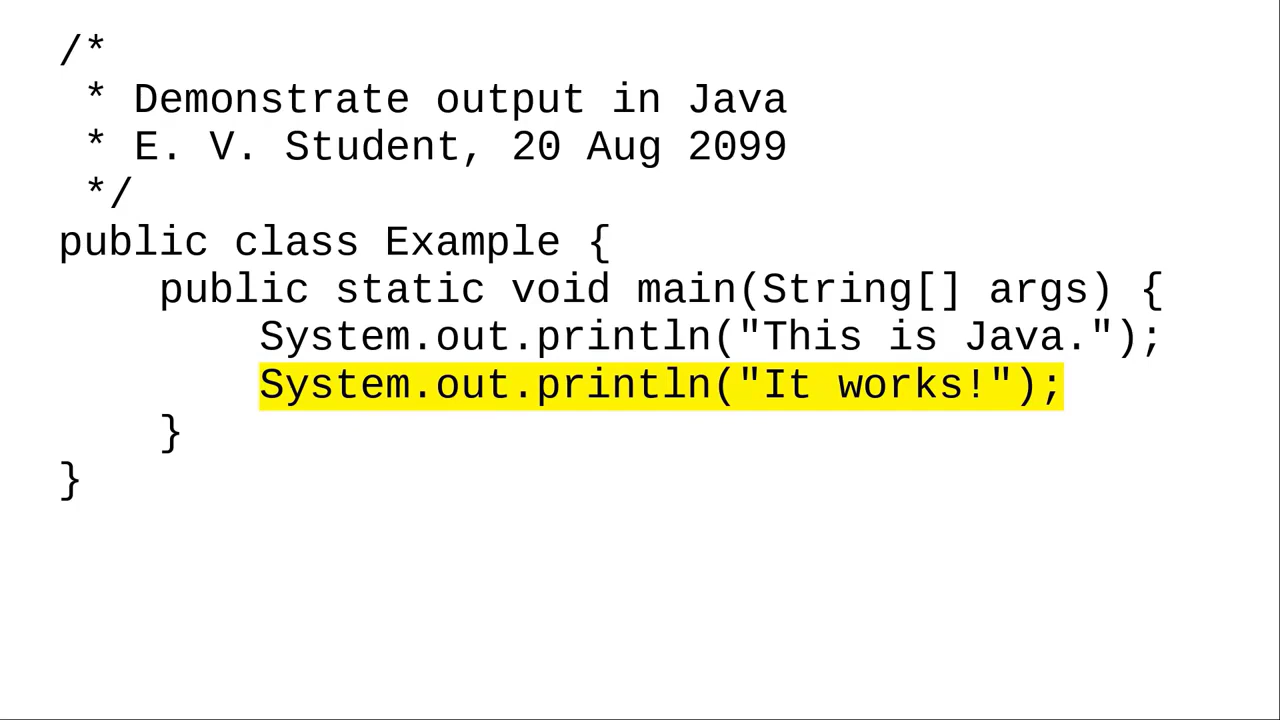 /*
 * Demonstrate output in Java
 * E. V. Student, 20 Aug 2099
 */
public class Example {
    public static void main(String[] args) {
        System.out.println("This is Java.");
        System.out.println("It works!");
    }
}